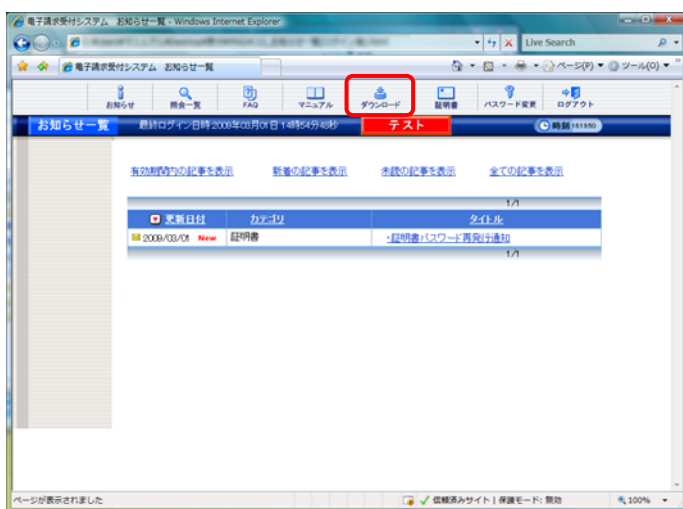 電子請求受付システム お知らせ一覧 - Windows Internet Explorer
Live Search
電子請求受付システム お知らせ一覧
ページ(P) ツール(O)
お知らせ 照会一覧 FAQ マニュアル ダウンロード 証明書 パスワード変更 ログアウト
お知らせ一覧 最終ログイン日時:2009年03月01日 14時54分48秒 テスト 時刻
有効期間内の記事を表示 新着の記事を表示 未読の記事を表示 全ての記事を表示
1/1
更新日付 カテゴリ タイトル
2009/03/01 New 証明書 ・証明書パスワード再発行通知
1/1
ページが表示されました 信頼済みサイト | 保護モード: 無効 100%